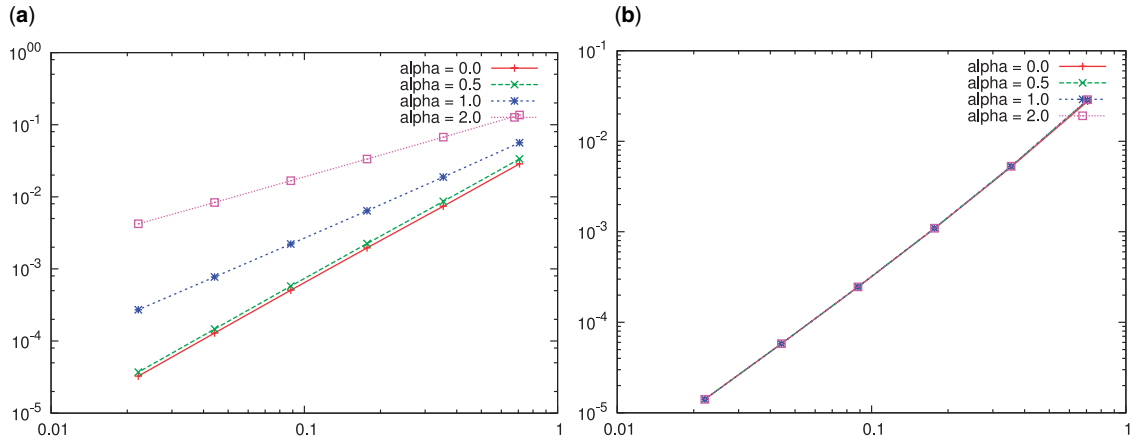 (a)
10^00
10^-1
10^-2
10^-3
10^-4
10^-5
0.01
0.1
1
alpha = 0.0
alpha = 0.5
alpha = 1.0
alpha = 2.0
(b)
10^-1
10^-2
10^-3
10^-4
10^-5
0.01
0.1
1
alpha = 0.0
alpha = 0.5
alpha = 1.0
alpha = 2.0